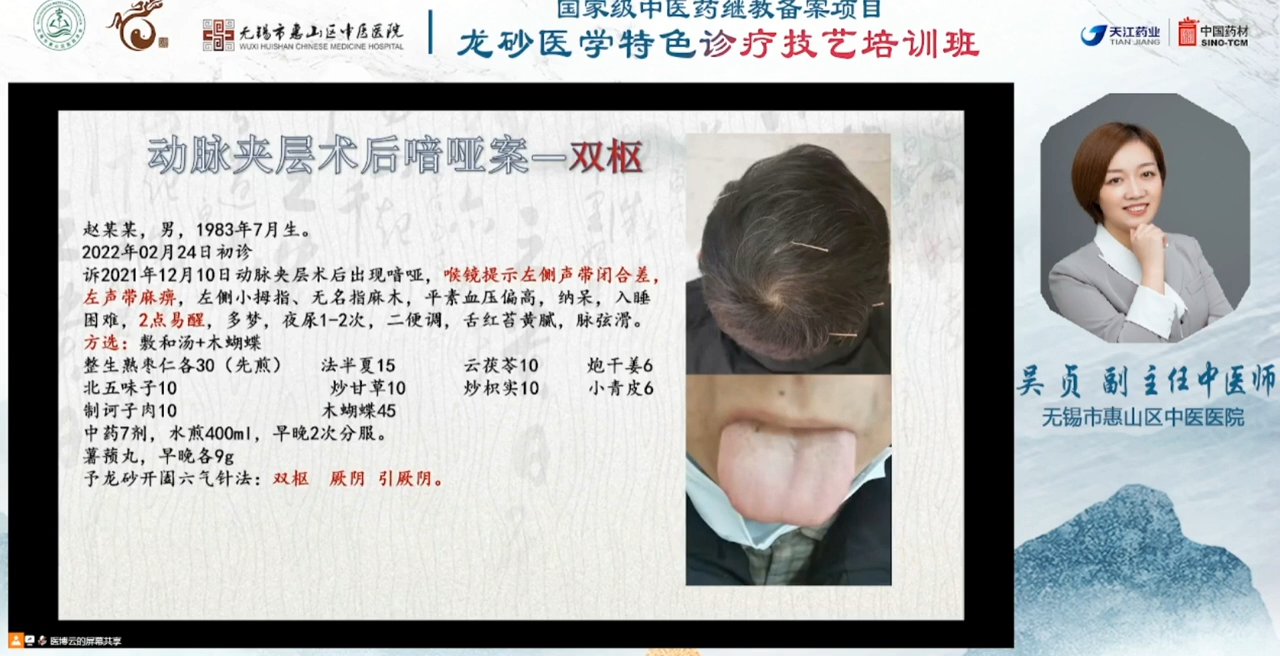 无锡市惠山区中医医院
WUXI HUISHAN CHINESE MEDICINE HOSPITAL
国家级中医药继教备案项目
龙砂医学特色诊疗技艺培训班
天江药业
TIAN JIANG
中国药材
SINO-TCM
动脉夹层术后喑哑案—双枢
赵某某，男，1983年7月生。
2022年02月24日初诊
诉2021年12月10日动脉夹层术后出现喑哑，喉镜提示左侧声带闭合差，
左声带麻痹，左侧小拇指、无名指麻木，平素血压偏高，纳呆，入睡
困难，2点易醒，多梦，夜尿1-2次，二便调，舌红苔黄腻，脉弦滑。
方选：敷和汤+木蝴蝶
整生熟枣仁各30（先煎） 法半夏15 云茯苓10 炮干姜6
北五味子10 炒甘草10 炒枳实10 小青皮6
制诃子肉10 木蝴蝶45
中药7剂，水煎400ml，早晚2次分服。
薯预丸，早晚各9g
予龙砂开阖六气针法：双枢 厥阴 引厥阴。
吴贞 副主任中医师
无锡市惠山区中医医院
医博云的屏幕共享